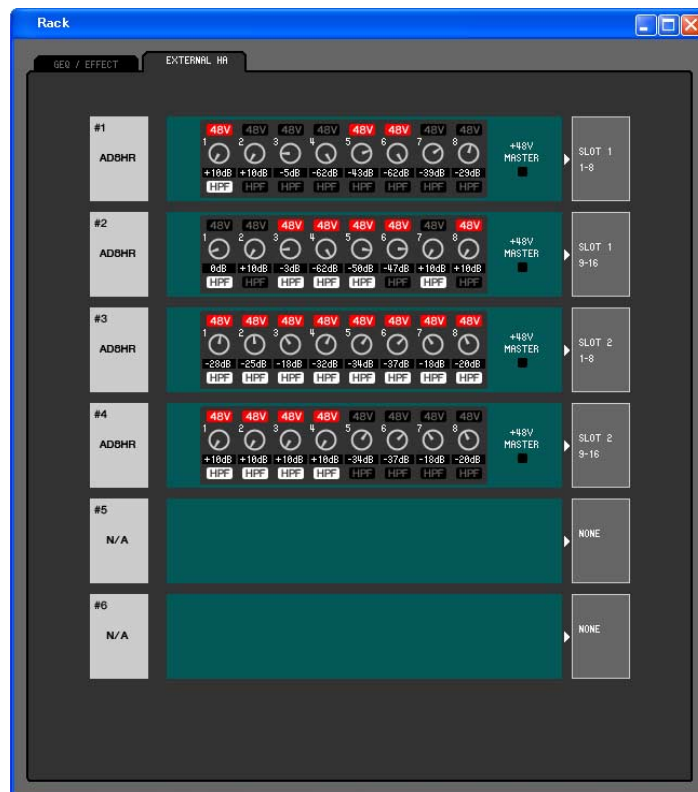 Rack
GEQ / EFFECT
EXTERNAL HA
#1
AD8HR
48V 48V 48V 48V 48V 48V 48V 48V
1 2 3 4 5 6 7 8
+10dB +10dB -5dB -62dB -43dB -62dB -39dB -29dB
HPF HPF HPF HPF HPF HPF HPF HPF
+48V
MASTER
SLOT 1
1-8
#2
AD8HR
48V 48V 48V 48V 48V 48V 48V 48V
1 2 3 4 5 6 7 8
0dB +10dB -3dB -62dB -50dB -47dB +10dB +10dB
HPF HPF HPF HPF HPF HPF HPF HPF
+48V
MASTER
SLOT 1
9-16
#3
AD8HR
48V 48V 48V 48V 48V 48V 48V 48V
1 2 3 4 5 6 7 8
-28dB -25dB -18dB -32dB -34dB -37dB -18dB -20dB
HPF HPF HPF HPF HPF HPF HPF HPF
+48V
MASTER
SLOT 2
1-8
#4
AD8HR
48V 48V 48V 48V 48V 48V 48V 48V
1 2 3 4 5 6 7 8
+10dB +10dB +10dB +10dB -34dB -37dB -18dB -20dB
HPF HPF HPF HPF HPF HPF HPF HPF
+48V
MASTER
SLOT 2
9-16
#5
N/A
NONE
#6
N/A
NONE